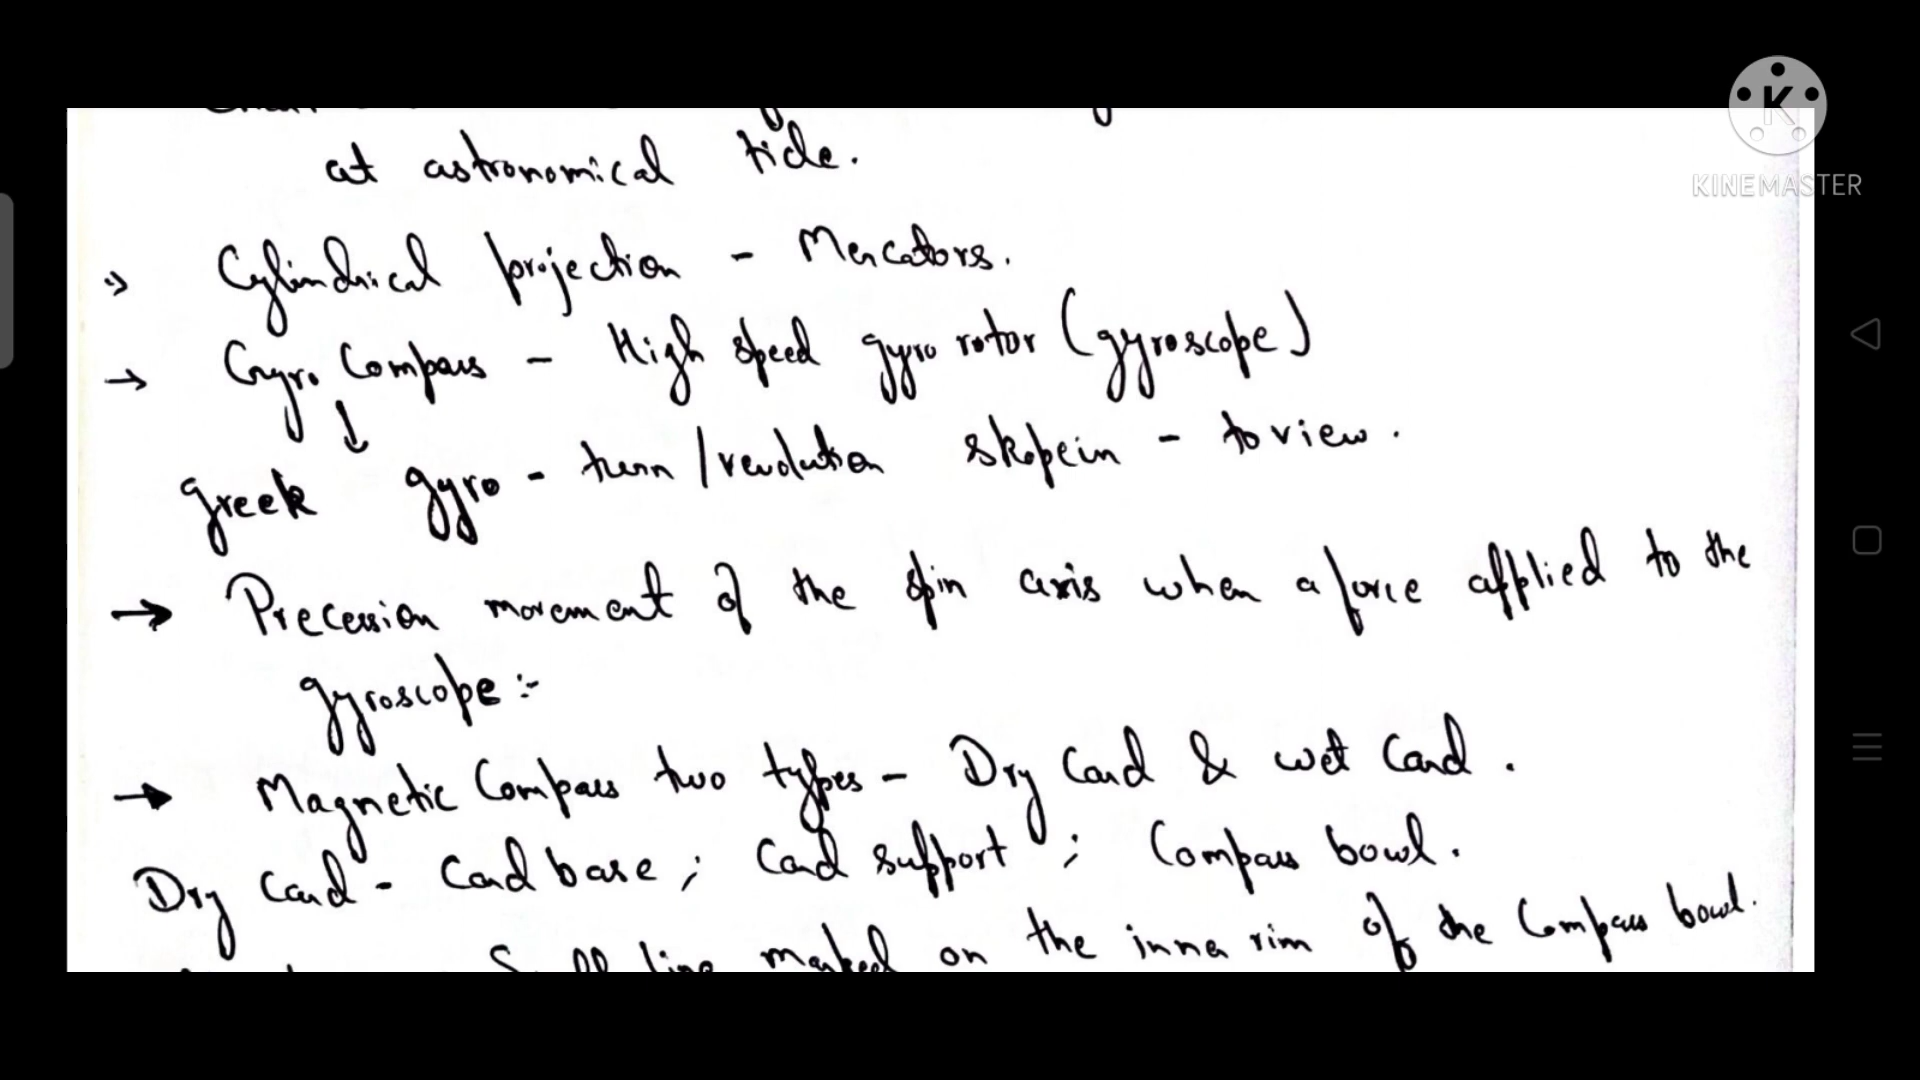 at astronomical tide.
Cylindrical projection - Mercators.
→ Gyro Compass - High speed gyro rotor (gyroscope)
greek gyro - turn / revolution skopein - to view.
→ Precession movement of the spin axis when a force applied to the
gyroscope :-
→ Magnetic Compass two types - Dry Card & wet Card.
Dry Card - Card base ; Card support ; Compass bowl.
line marked on the inner rim of the Compass bowl.
K
KINEMASTER